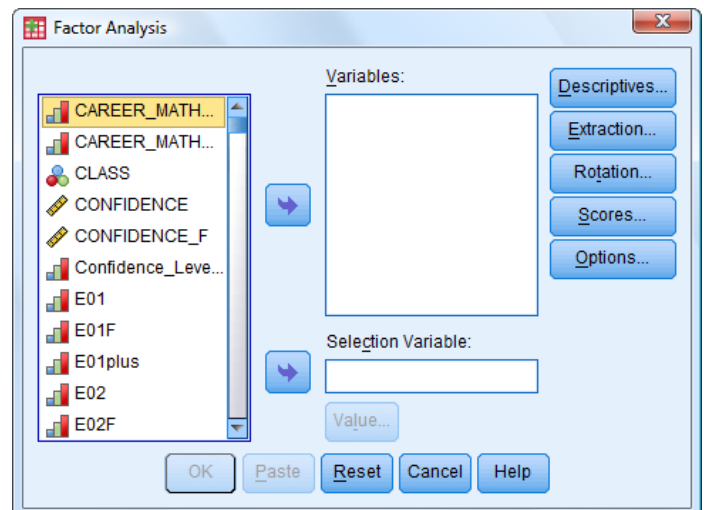 Factor Analysis
CAREER_MATH...
CAREER_MATH...
CLASS
CONFIDENCE
CONFIDENCE_F
Confidence_Leve...
E01
E01F
E01plus
E02
E02F
Variables:
Selection Variable:
Value...
Descriptives...
Extraction...
Rotation...
Scores...
Options...
OK Paste Reset Cancel Help